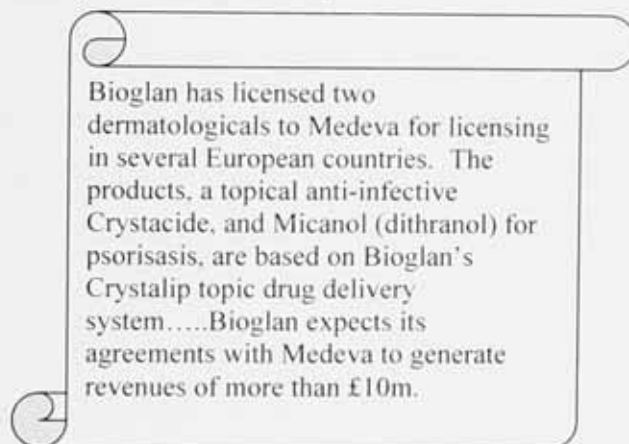 Bioglan has licensed two
dermatologicals to Medeva for licensing
in several European countries.  The
products, a topical anti-infective
Crystacide, and Micanol (dithranol) for
psorisasis, are based on Bioglan's
Crystalip topic drug delivery
system.....Bioglan expects its
agreements with Medeva to generate
revenues of more than £10m.